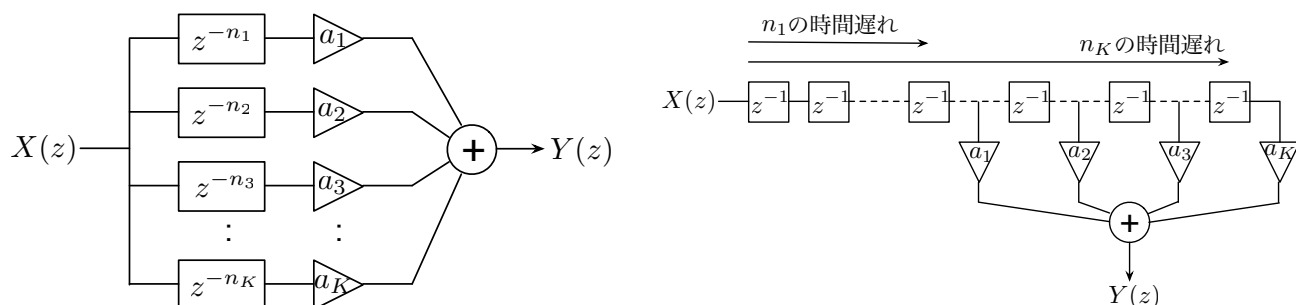 X(z)
z^{-n_1} a_1
z^{-n_2} a_2
z^{-n_3} a_3
⋮ ⋮
z^{-n_K} a_K
+
Y(z)
n_1の時間遅れ
n_Kの時間遅れ
X(z) z^{-1} z^{-1} z^{-1} z^{-1} z^{-1} z^{-1}
a_1 a_2 a_3 a_K
+
Y(z)